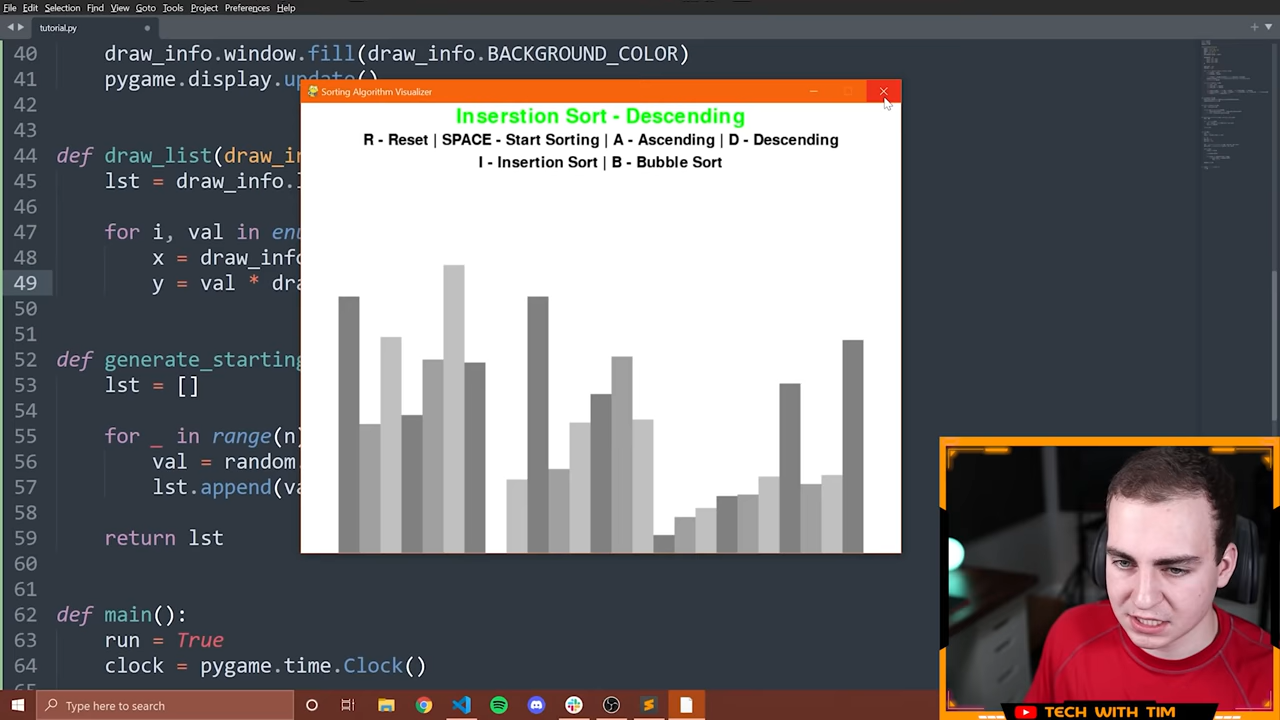 File Edit Selection Find View Goto Tools Project Preferences Help
tutorial.py
40 draw_info.window.fill(draw_info.BACKGROUND_COLOR)
41 pygame.display.update()
42
43
44 def draw_list(draw_in
45 lst = draw_info.l
46
47 for i, val in enu
48 x = draw_info
49 y = val * dra
50
51
52 def generate_starting
53 lst = []
54
55 for _ in range(n)
56 val = random.
57 lst.append(va
58
59 return lst
60
61
62 def main():
63 run = True
64 clock = pygame.time.Clock()
65
Sorting Algorithm Visualizer
Inserstion Sort - Descending
R - Reset | SPACE - Start Sorting | A - Ascending | D - Descending
I - Insertion Sort | B - Bubble Sort
TECH WITH TIM
Type here to search